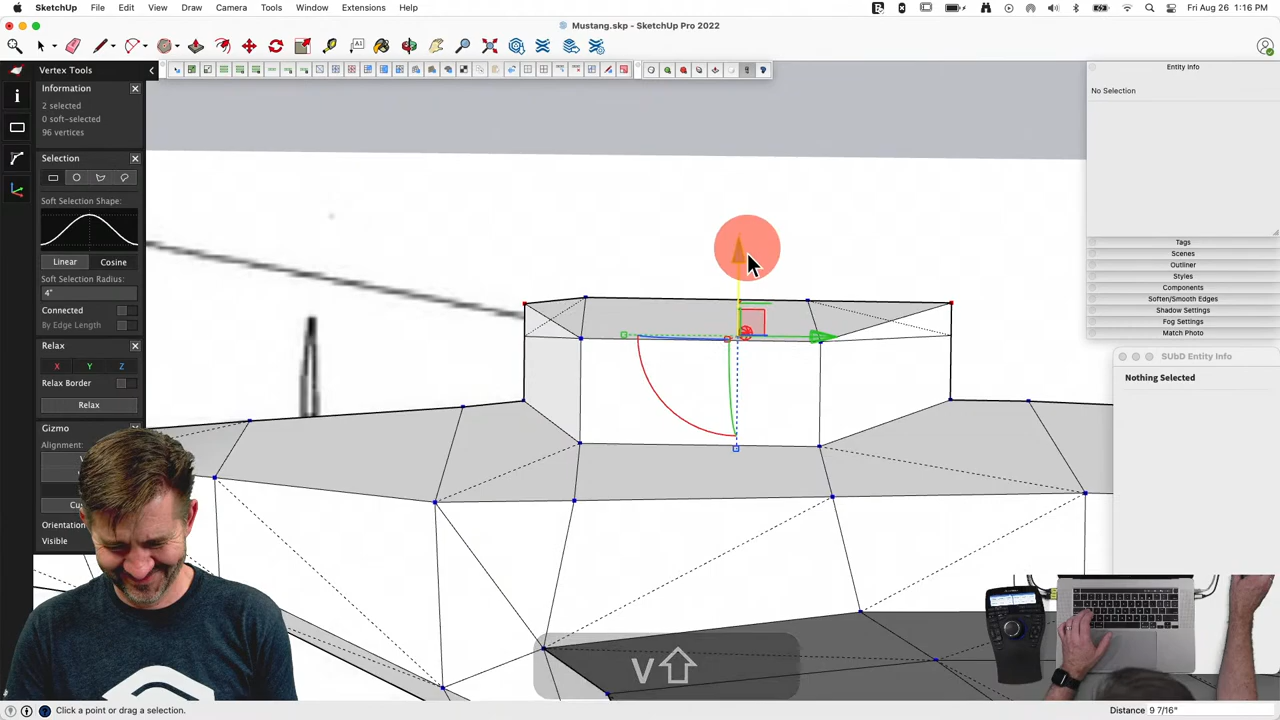 SketchUp File Edit View Draw Camera Tools Window Extensions Help
Fri Aug 26 1:16 PM
Mustang.skp - SketchUp Pro 2022
Vertex Tools
Information
2 selected
0 soft-selected
96 vertices
Selection
Soft Selection Shape:
Linear Cosine
Soft Selection Radius:
4"
Connected
By Edge Length
Relax
X Y Z
Relax Border
Relax
Gizmo
Alignment:
Orientat
Visible
Entity Info
No Selection
Tags
Scenes
Outliner
Styles
Components
Soften/Smooth Edges
Shadow Settings
Fog Settings
Match Photo
SUbD Entity Info
Nothing Selected
V⇧
Click a point or drag a selection.
Distance 9 7/16"